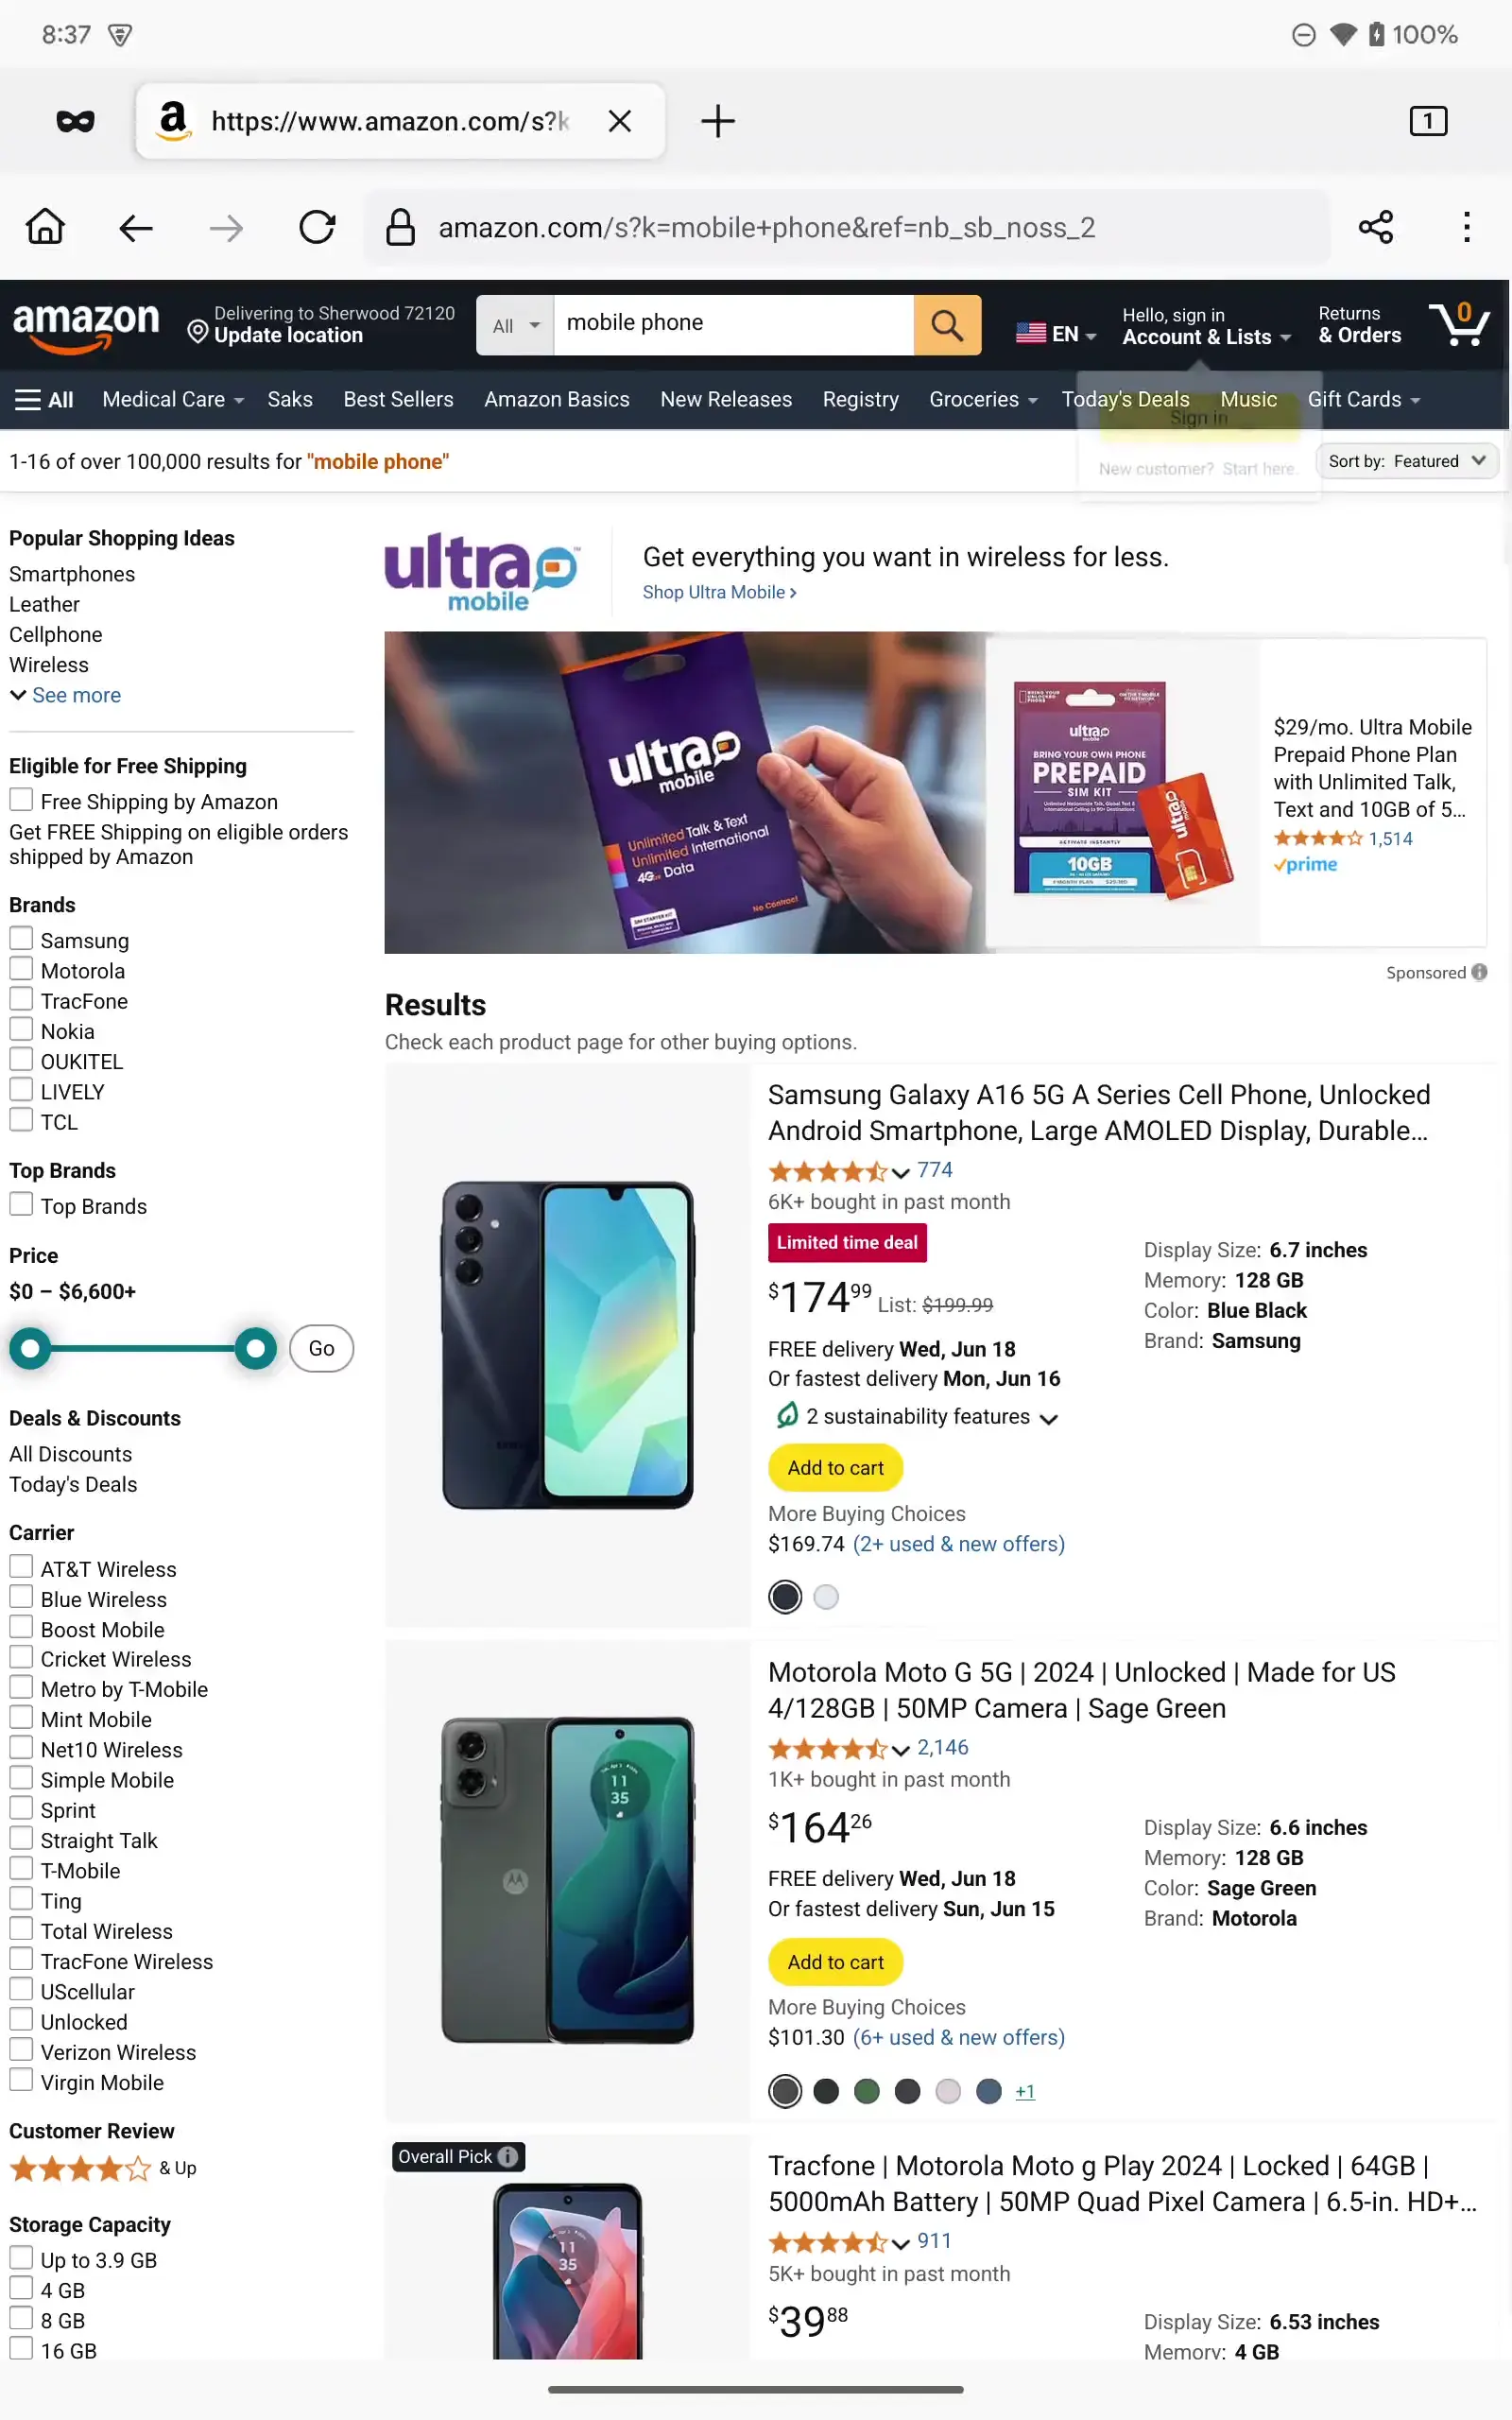 8:37
100%
https://www.amazon.com/s?k
1
amazon.com/s?k=mobile+phone&ref=nb_sb_noss_2
amazon
Delivering to Sherwood 72120
Update location
All
mobile phone
EN
Hello, sign in
Account & Lists
Returns
& Orders
0
All
Medical Care
Saks
Best Sellers
Amazon Basics
New Releases
Registry
Groceries
Today's Deals
Music
Gift Cards
Sign in
New customer? Start here.
1-16 of over 100,000 results for "mobile phone"
Sort by: Featured
Popular Shopping Ideas
Smartphones
Leather
Cellphone
Wireless
See more
Eligible for Free Shipping
Free Shipping by Amazon
Get FREE Shipping on eligible orders
shipped by Amazon
Brands
Samsung
Motorola
TracFone
Nokia
OUKITEL
LIVELY
TCL
Top Brands
Top Brands
Price
$0 – $6,600+
Go
Deals & Discounts
All Discounts
Today's Deals
Carrier
AT&T Wireless
Blue Wireless
Boost Mobile
Cricket Wireless
Metro by T-Mobile
Mint Mobile
Net10 Wireless
Simple Mobile
Sprint
Straight Talk
T-Mobile
Ting
Total Wireless
TracFone Wireless
UScellular
Unlocked
Verizon Wireless
Virgin Mobile
Customer Review
& Up
Storage Capacity
Up to 3.9 GB
4 GB
8 GB
16 GB
ultra
mobile
Get everything you want in wireless for less.
Shop Ultra Mobile ›
ultra
mobile
Unlimited Talk & Text
Unlimited International
4G Data
No Contract
ultra
mobile
BRING YOUR OWN PHONE
PREPAID
SIM KIT
ACTIVATE INSTANTLY
10GB
ultra
mobile
$29/mo. Ultra Mobile
Prepaid Phone Plan
with Unlimited Talk,
Text and 10GB of 5...
1,514
prime
Sponsored
Results
Check each product page for other buying options.
Samsung Galaxy A16 5G A Series Cell Phone, Unlocked
Android Smartphone, Large AMOLED Display, Durable...
774
6K+ bought in past month
Limited time deal
$174.99 List: $199.99
FREE delivery Wed, Jun 18
Or fastest delivery Mon, Jun 16
2 sustainability features
Add to cart
More Buying Choices
$169.74 (2+ used & new offers)
Display Size: 6.7 inches
Memory: 128 GB
Color: Blue Black
Brand: Samsung
11
35
Motorola Moto G 5G | 2024 | Unlocked | Made for US
4/128GB | 50MP Camera | Sage Green
2,146
1K+ bought in past month
$164.26
FREE delivery Wed, Jun 18
Or fastest delivery Sun, Jun 15
Add to cart
More Buying Choices
$101.30 (6+ used & new offers)
+1
Display Size: 6.6 inches
Memory: 128 GB
Color: Sage Green
Brand: Motorola
Overall Pick
11
35
Tracfone | Motorola Moto g Play 2024 | Locked | 64GB |
5000mAh Battery | 50MP Quad Pixel Camera | 6.5-in. HD+...
911
5K+ bought in past month
$39.88
Display Size: 6.53 inches
Memory: 4 GB